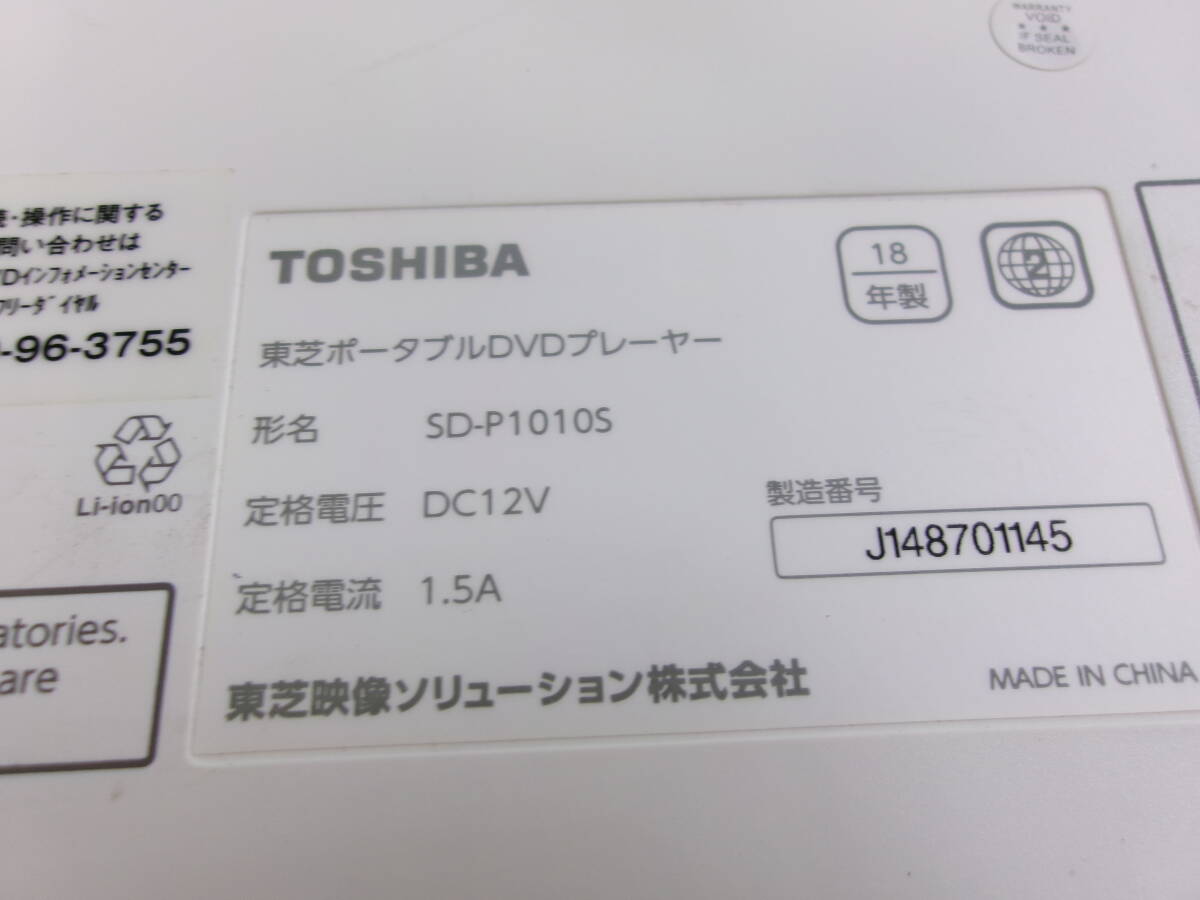 WARRANTY
VOID
IF SEAL
BROKEN
・操作に関する
問い合わせは
Dインフォメーションセンター
フリーダイヤル
-96-3755
Li-ion00
atories.
are
TOSHIBA
18
年製
2
東芝ポータブルDVDプレーヤー
形名 SD-P1010S
定格電圧 DC12V
定格電流 1.5A
製造番号
J148701145
東芝映像ソリューション株式会社
MADE IN CHINA